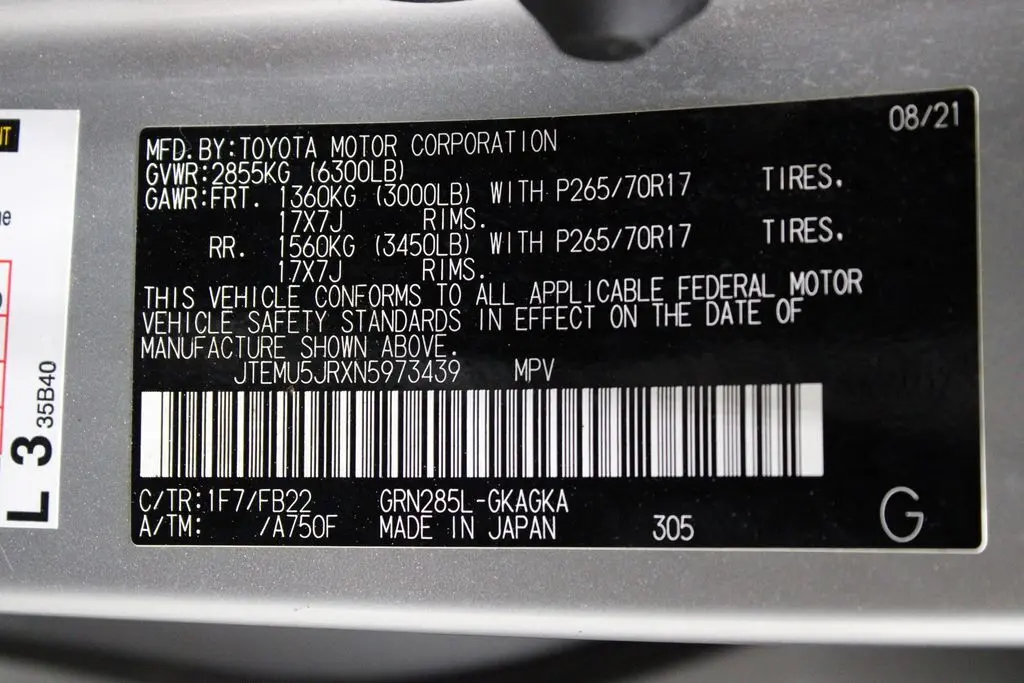 08/21
MFD.BY:TOYOTA MOTOR CORPORATION
GVWR:2855KG (6300LB)
GAWR:FRT. 1360KG (3000LB) WITH P265/70R17 TIRES.
17X7J RIMS.
RR. 1560KG (3450LB) WITH P265/70R17 TIRES.
17X7J RIMS.
THIS VEHICLE CONFORMS TO ALL APPLICABLE FEDERAL MOTOR
VEHICLE SAFETY STANDARDS IN EFFECT ON THE DATE OF
MANUFACTURE SHOWN ABOVE.
JTEMU5JRXN5973439 MPV
C/TR:1F7/FB22 GRN285L-GKAGKA
A/TM: /A750F MADE IN JAPAN 305 G
L 3 35B40